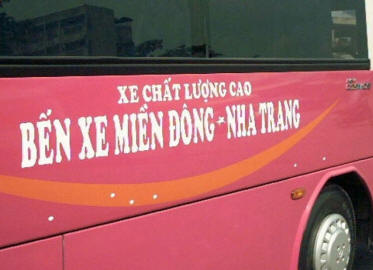 XE CHẤT LƯỢNG CAO
BẾN XE MIỀN ĐÔNG - NHA TRANG